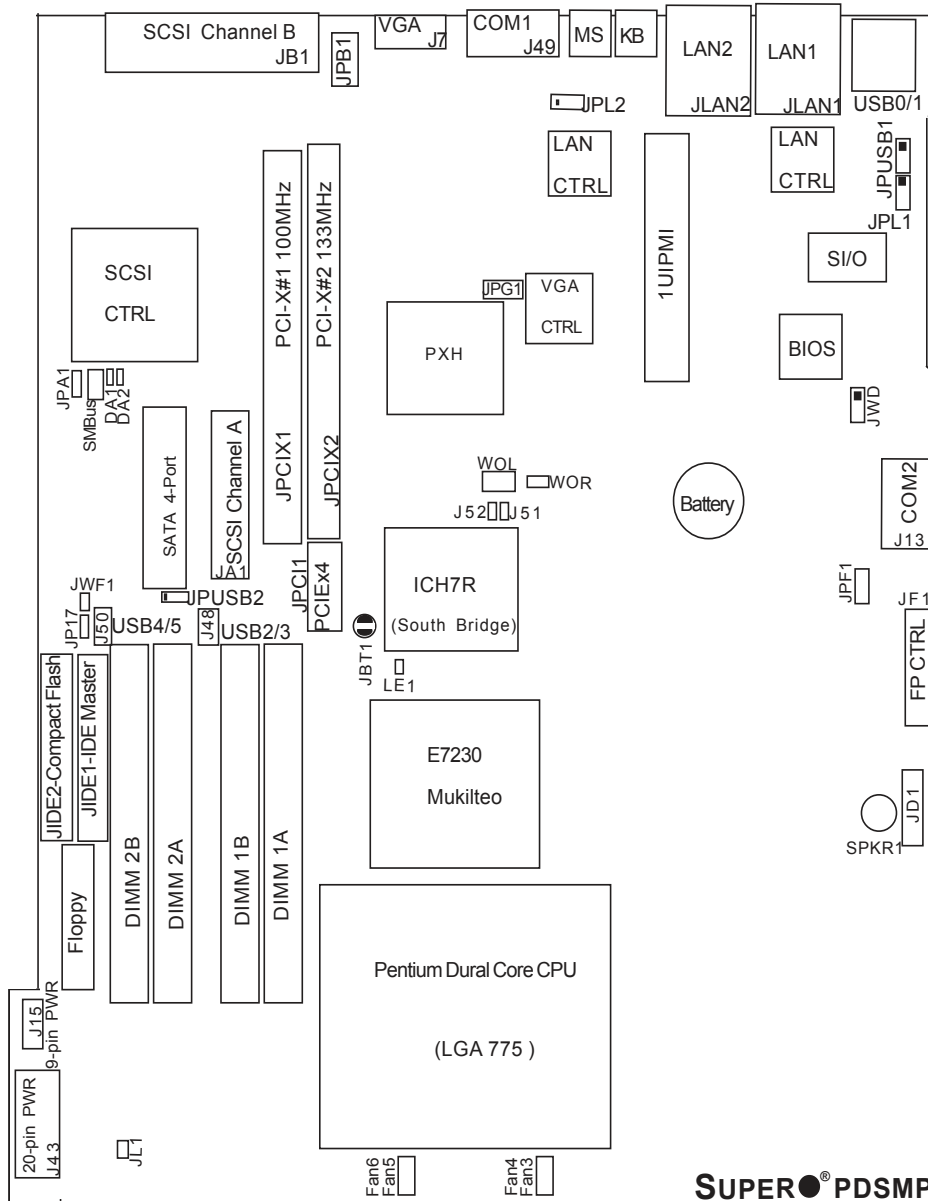 SCSI Channel B
JB1
JPB1
VGA
J7
COM1
J49
MS
KB
LAN2
JLAN2
LAN1
JLAN1
USB0/1
JPL2
LAN
CTRL
LAN
CTRL
JPUSB1
JPL1
SI/O
1UIPMI
PCI-X#1 100MHz
JPCIX1
PCI-X#2 133MHz
JPCIX2
SCSI
CTRL
JPG1
VGA
CTRL
PXH
BIOS
JPA1
SMBus
DA1
DA2
JWD
SATA 4-Port
SCSI Channel A
JA1
WOL
WOR
J52
J51
Battery
COM2
J13
JPCI1
PCIEx4
ICH7R
(South Bridge)
JPF1
JF1
FP CTRL
JWF1
JP17
J50
JPUSB2
USB4/5
J48
USB2/3
JBT1
LE1
JIDE2-Compact Flash
JIDE1-IDE Master
DIMM 2B
DIMM 2A
DIMM 1B
DIMM 1A
E7230
Mukilteo
JD1
SPKR1
Floppy
Pentium Dural Core CPU
(LGA 775 )
J15
9-pin PWR
20-pin PWR
J43
JL1
Fan6
Fan5
Fan4
Fan3
SUPER®PDSMP